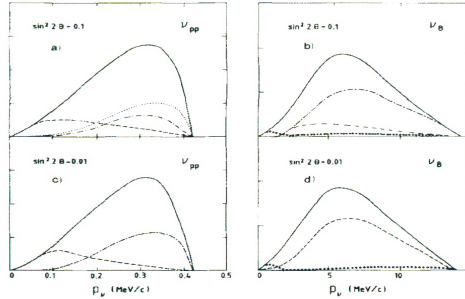 sin² 2θ=0.1
ν_pp
a)
sin² 2θ=0.1
ν_B
b)
sin² 2θ=0.01
ν_pp
c)
sin² 2θ=0.01
ν_B
d)
0 0.1 0.2 0.3 0.4 0.5
p_ν (MeV/c)
0 5 10
p_ν (MeV/c)